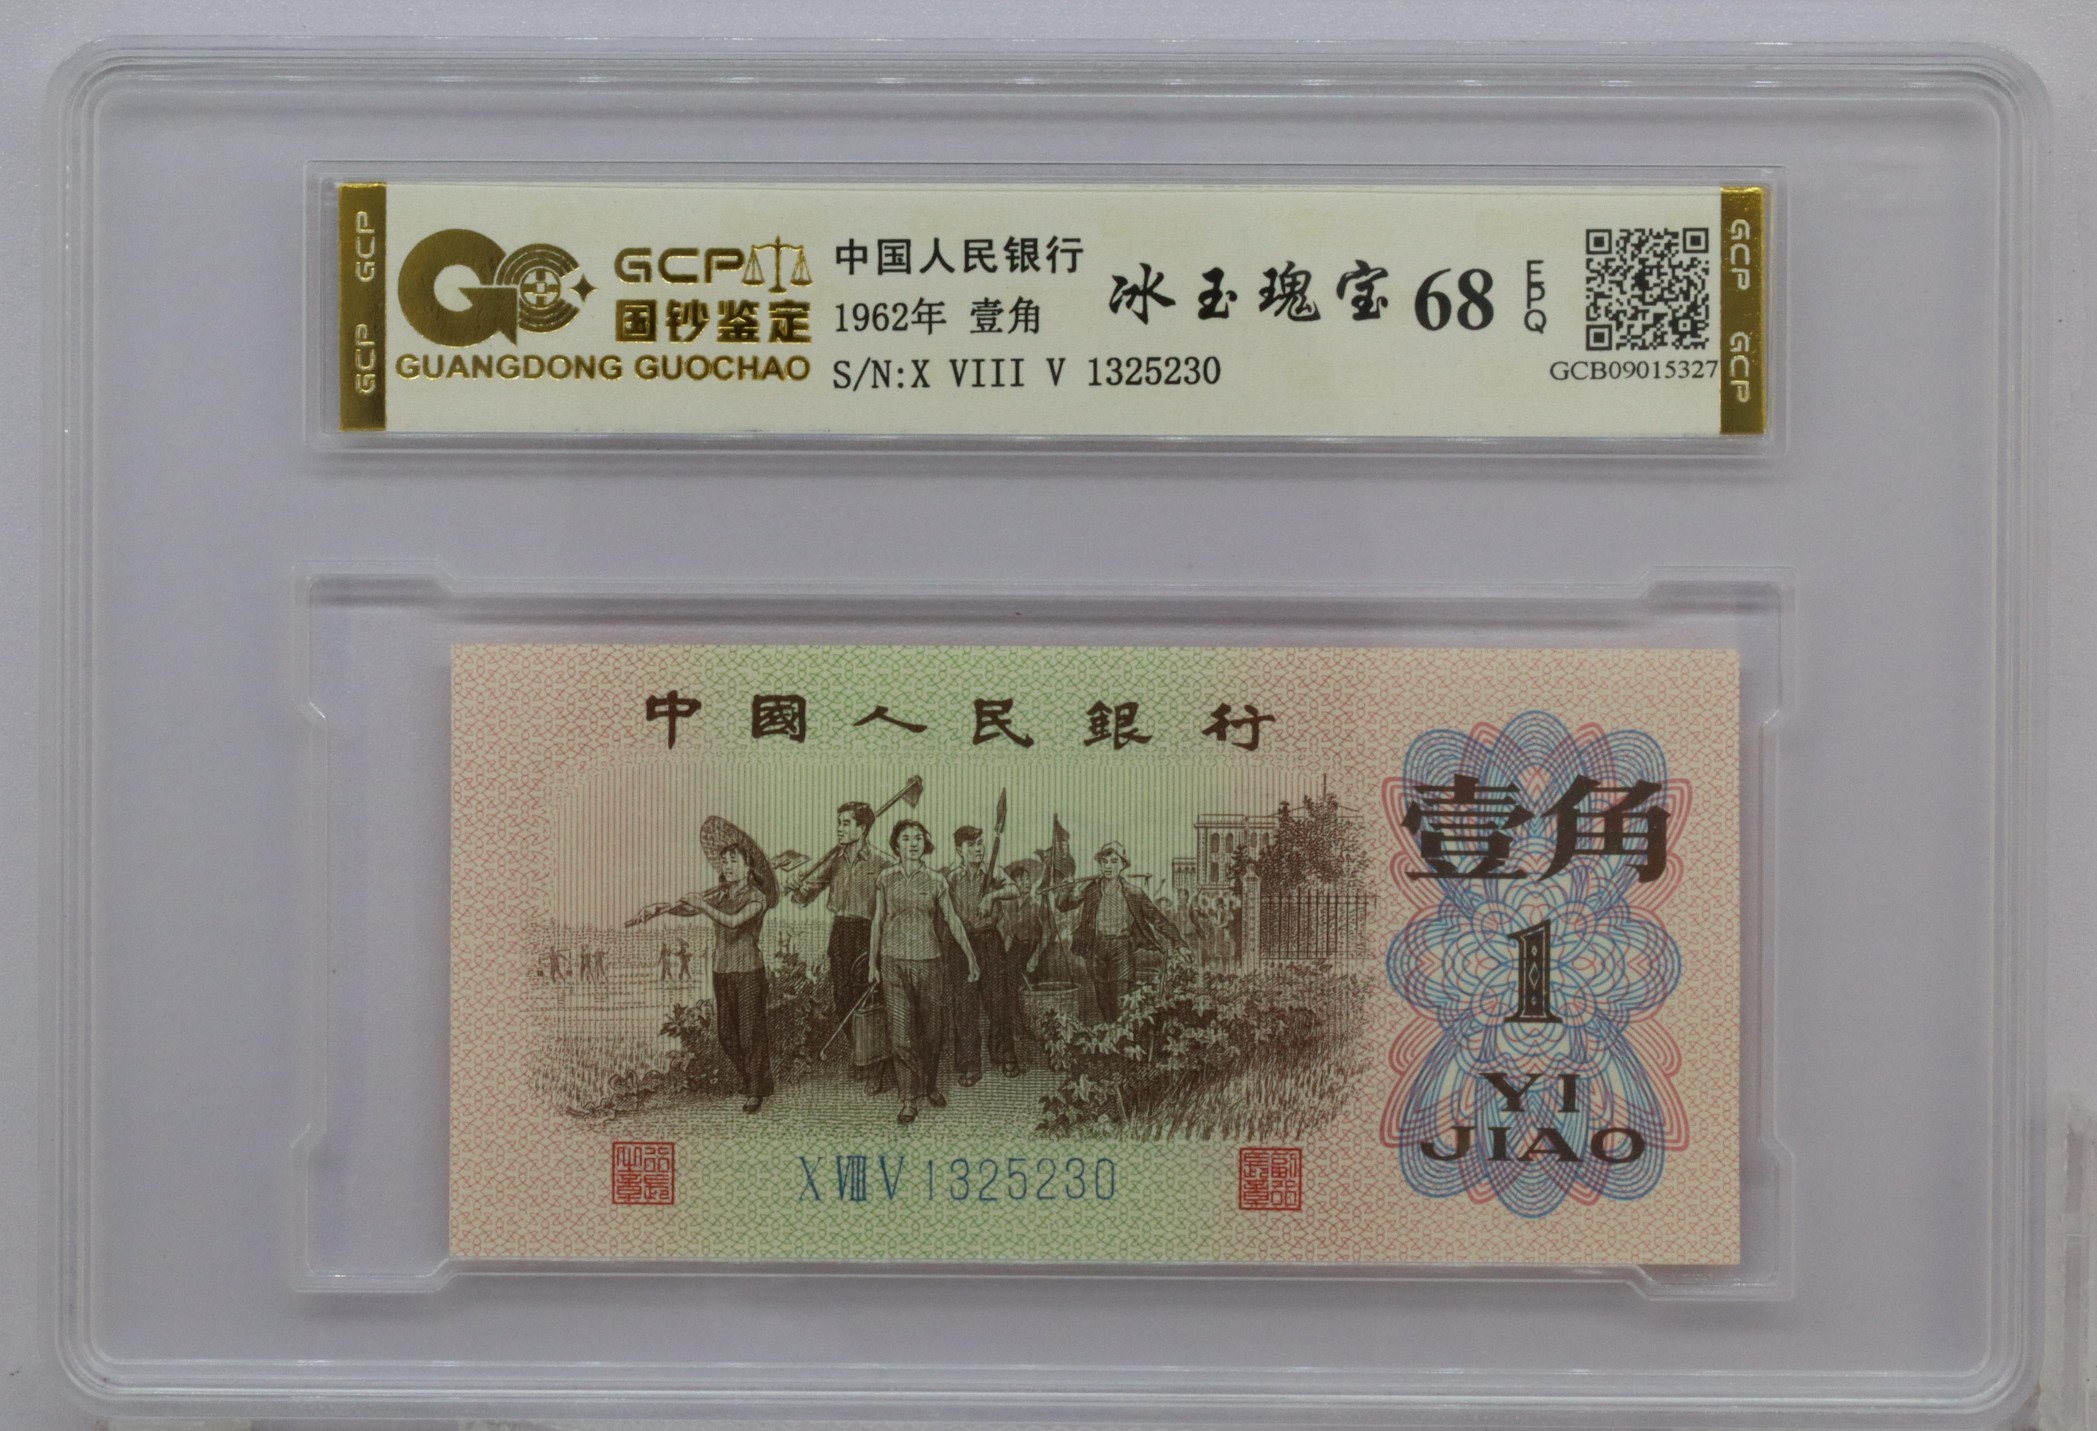 GCP GCP
GCP
国钞鉴定
GUANGDONG GUOCHAO
中国人民银行
1962年 壹角
S/N:X VIII V 1325230
冰玉瑰宝 68 EPQ
GCB09015327
GCP GCP
中國人民銀行
壹角
1
YI
JIAO
X VIII V 1325230